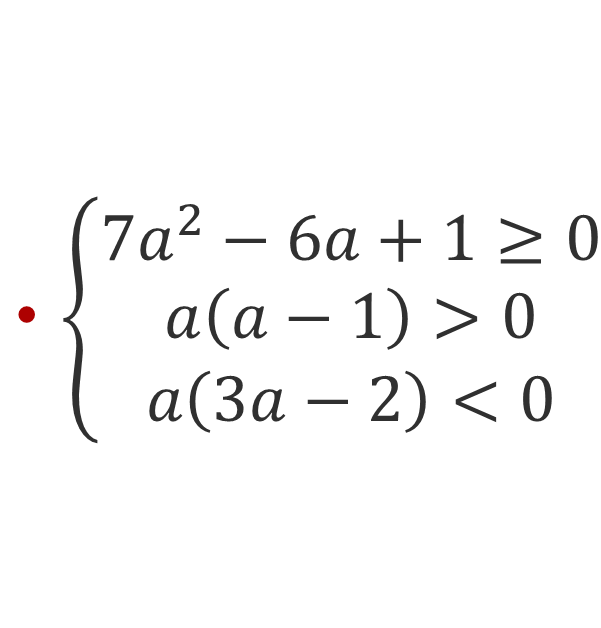 • { 7a² − 6a + 1 ≥ 0
a(a − 1) > 0
a(3a − 2) < 0